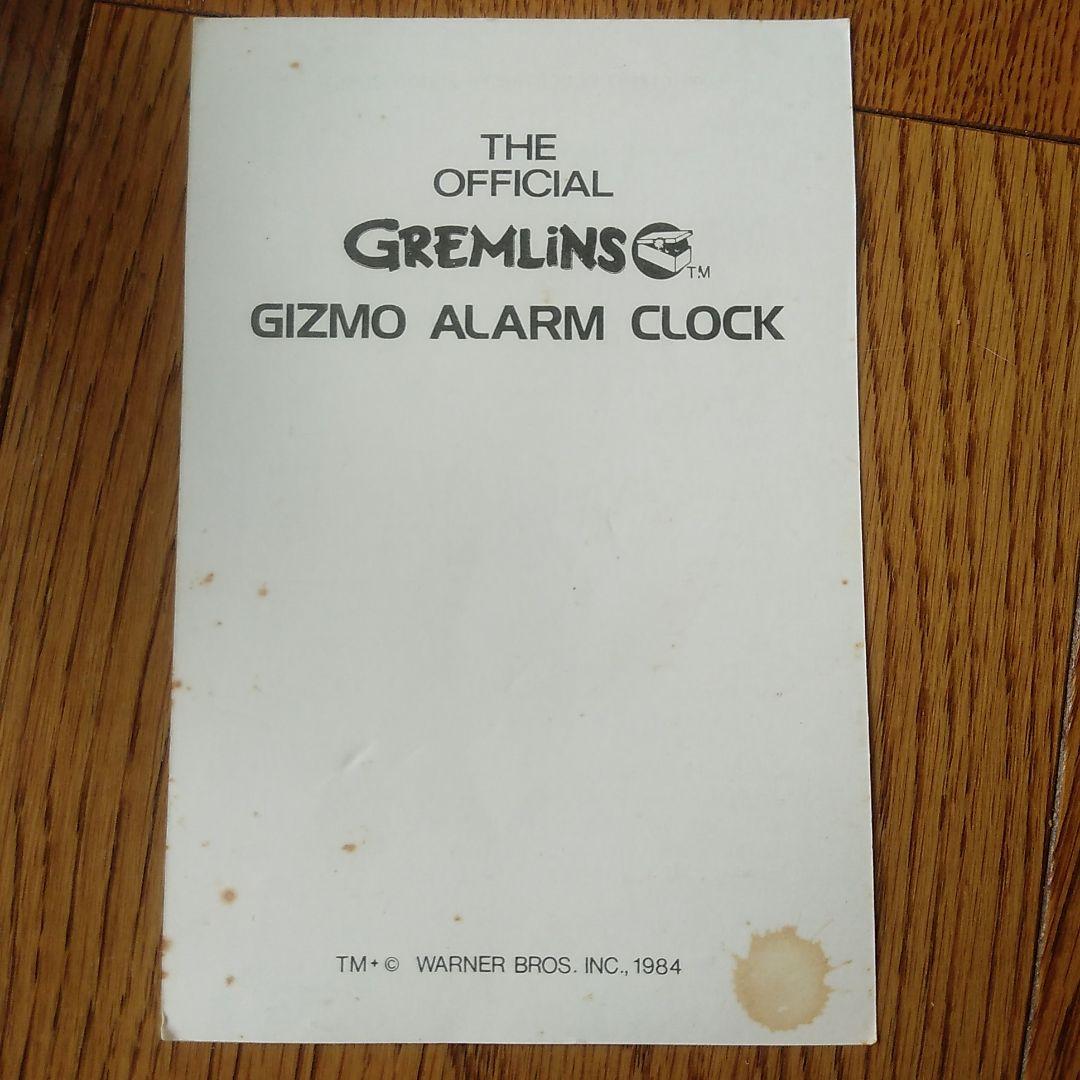 THE
OFFICIAL
GREMLiNS TM
GIZMO ALARM CLOCK
TM + © WARNER BROS. INC., 1984